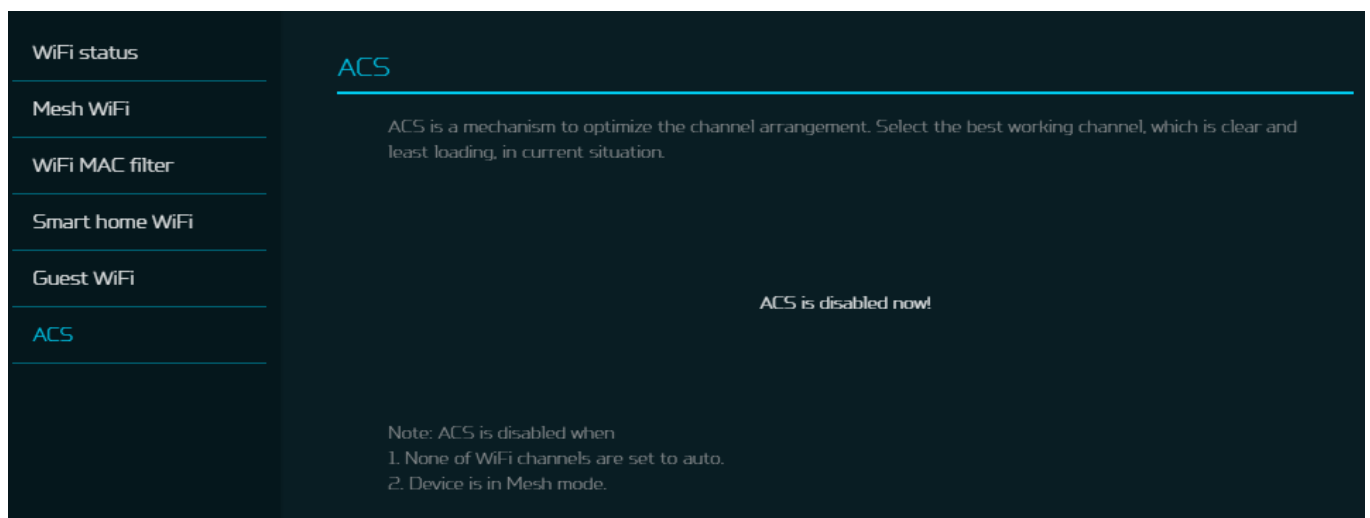 WiFi status
Mesh WiFi
WiFi MAC filter
Smart home WiFi
Guest WiFi
ACS
ACS
ACS is a mechanism to optimize the channel arrangement. Select the best working channel, which is clear and
least loading, in current situation.
ACS is disabled now!
Note: ACS is disabled when
1. None of WiFi channels are set to auto.
2. Device is in Mesh mode.